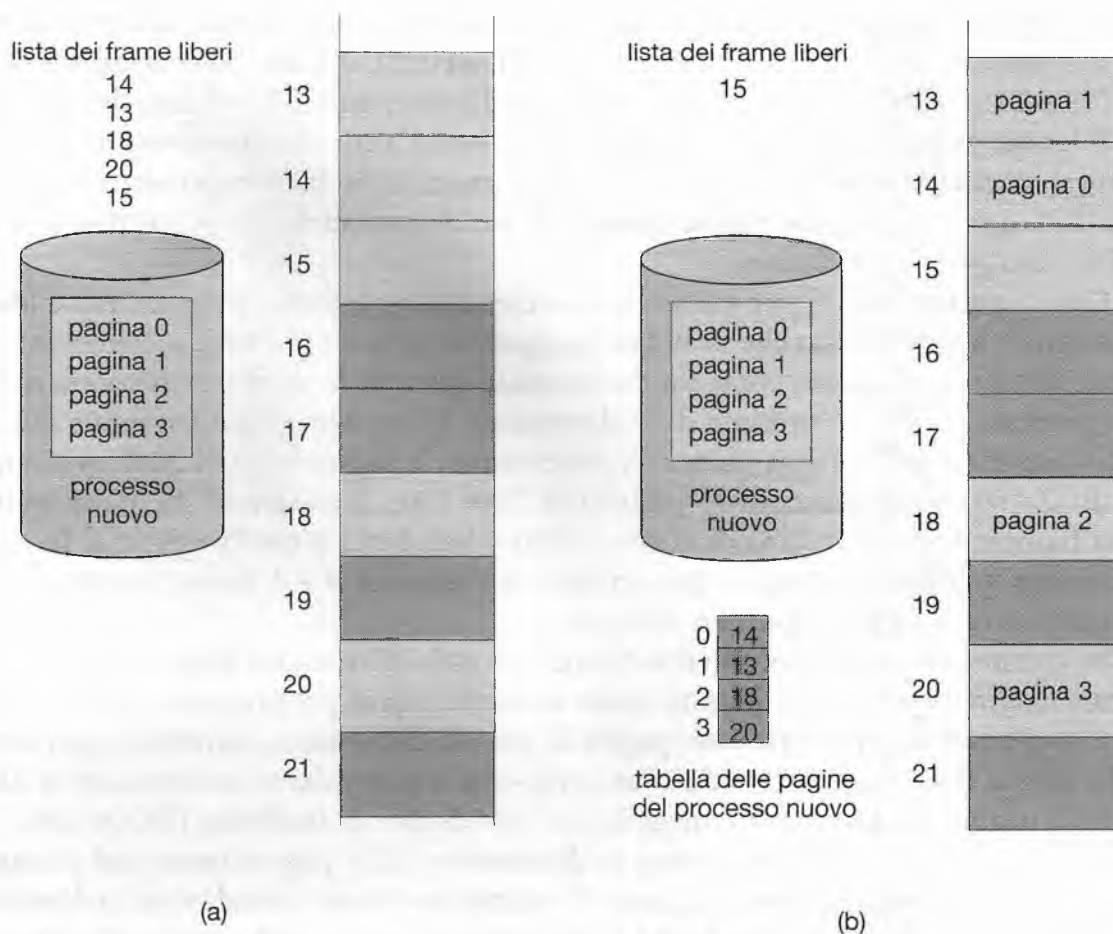 lista dei frame liberi
14
13
18
20
15
pagina 0
pagina 1
pagina 2
pagina 3
processo
nuovo
13
14
15
16
17
18
19
20
21
(a)
lista dei frame liberi
15
pagina 0
pagina 1
pagina 2
pagina 3
processo
nuovo
0 14
1 13
2 18
3 20
tabella delle pagine
del processo nuovo
13 pagina 1
14 pagina 0
15
16
17
18 pagina 2
19
20 pagina 3
21
(b)